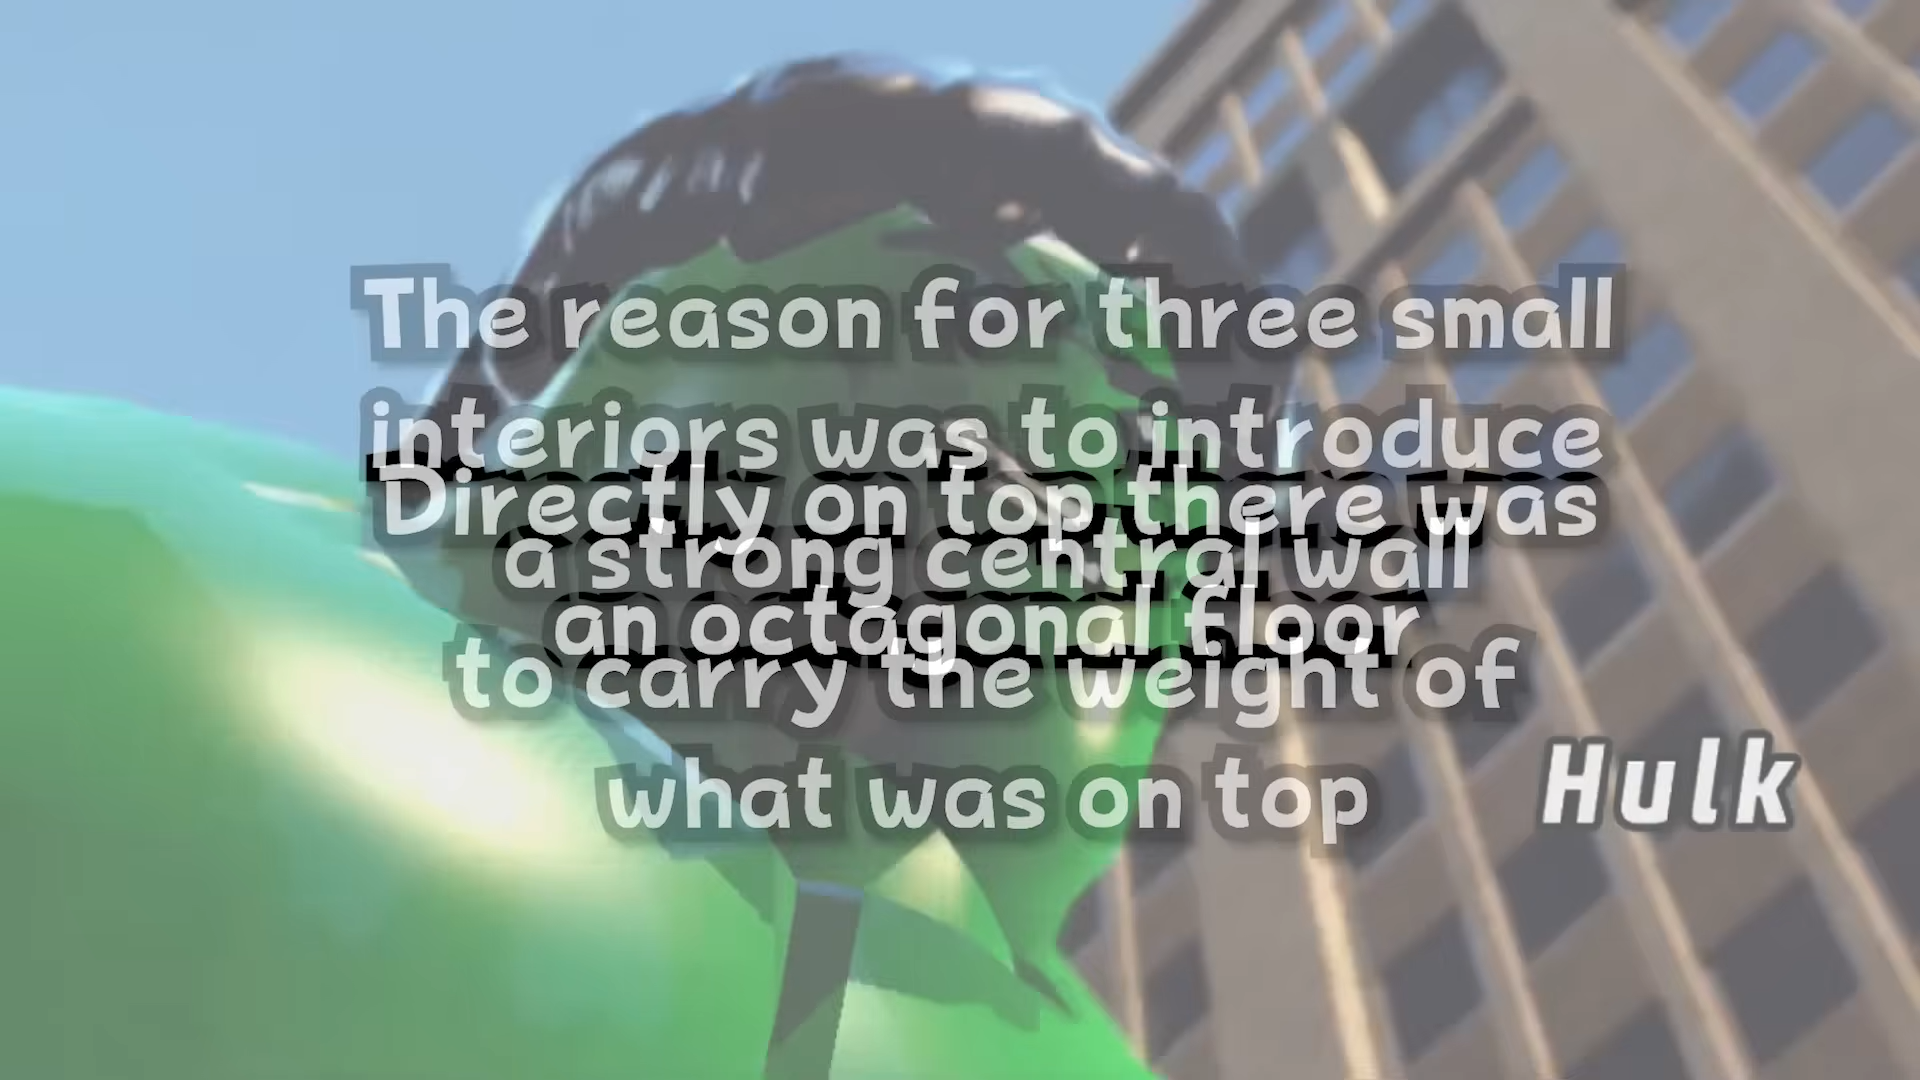 The reason for three small
interiors was to introduce
a strong central wall
to carry the weight of
what was on top
Directly on top there was
an octagonal floor
Hulk